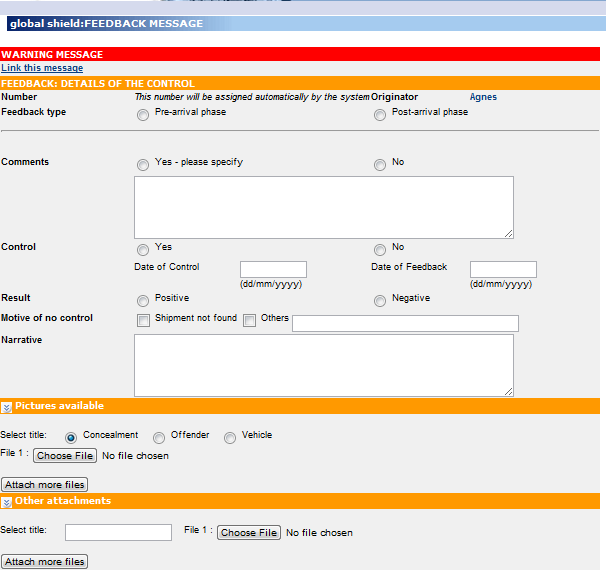 global shield:FEEDBACK MESSAGE
WARNING MESSAGE
Link this message
FEEDBACK: DETAILS OF THE CONTROL
Number This number will be assigned automatically by the system Originator Agnes
Feedback type Pre-arrival phase Post-arrival phase
Comments Yes - please specify No
Control Yes No
Date of Control Date of Feedback
(dd/mm/yyyy) (dd/mm/yyyy)
Result Positive Negative
Motive of no control Shipment not found Others
Narrative
Pictures available
Select title: Concealment Offender Vehicle
File 1 : Choose File No file chosen
Attach more files
Other attachments
Select title: File 1 : Choose File No file chosen
Attach more files